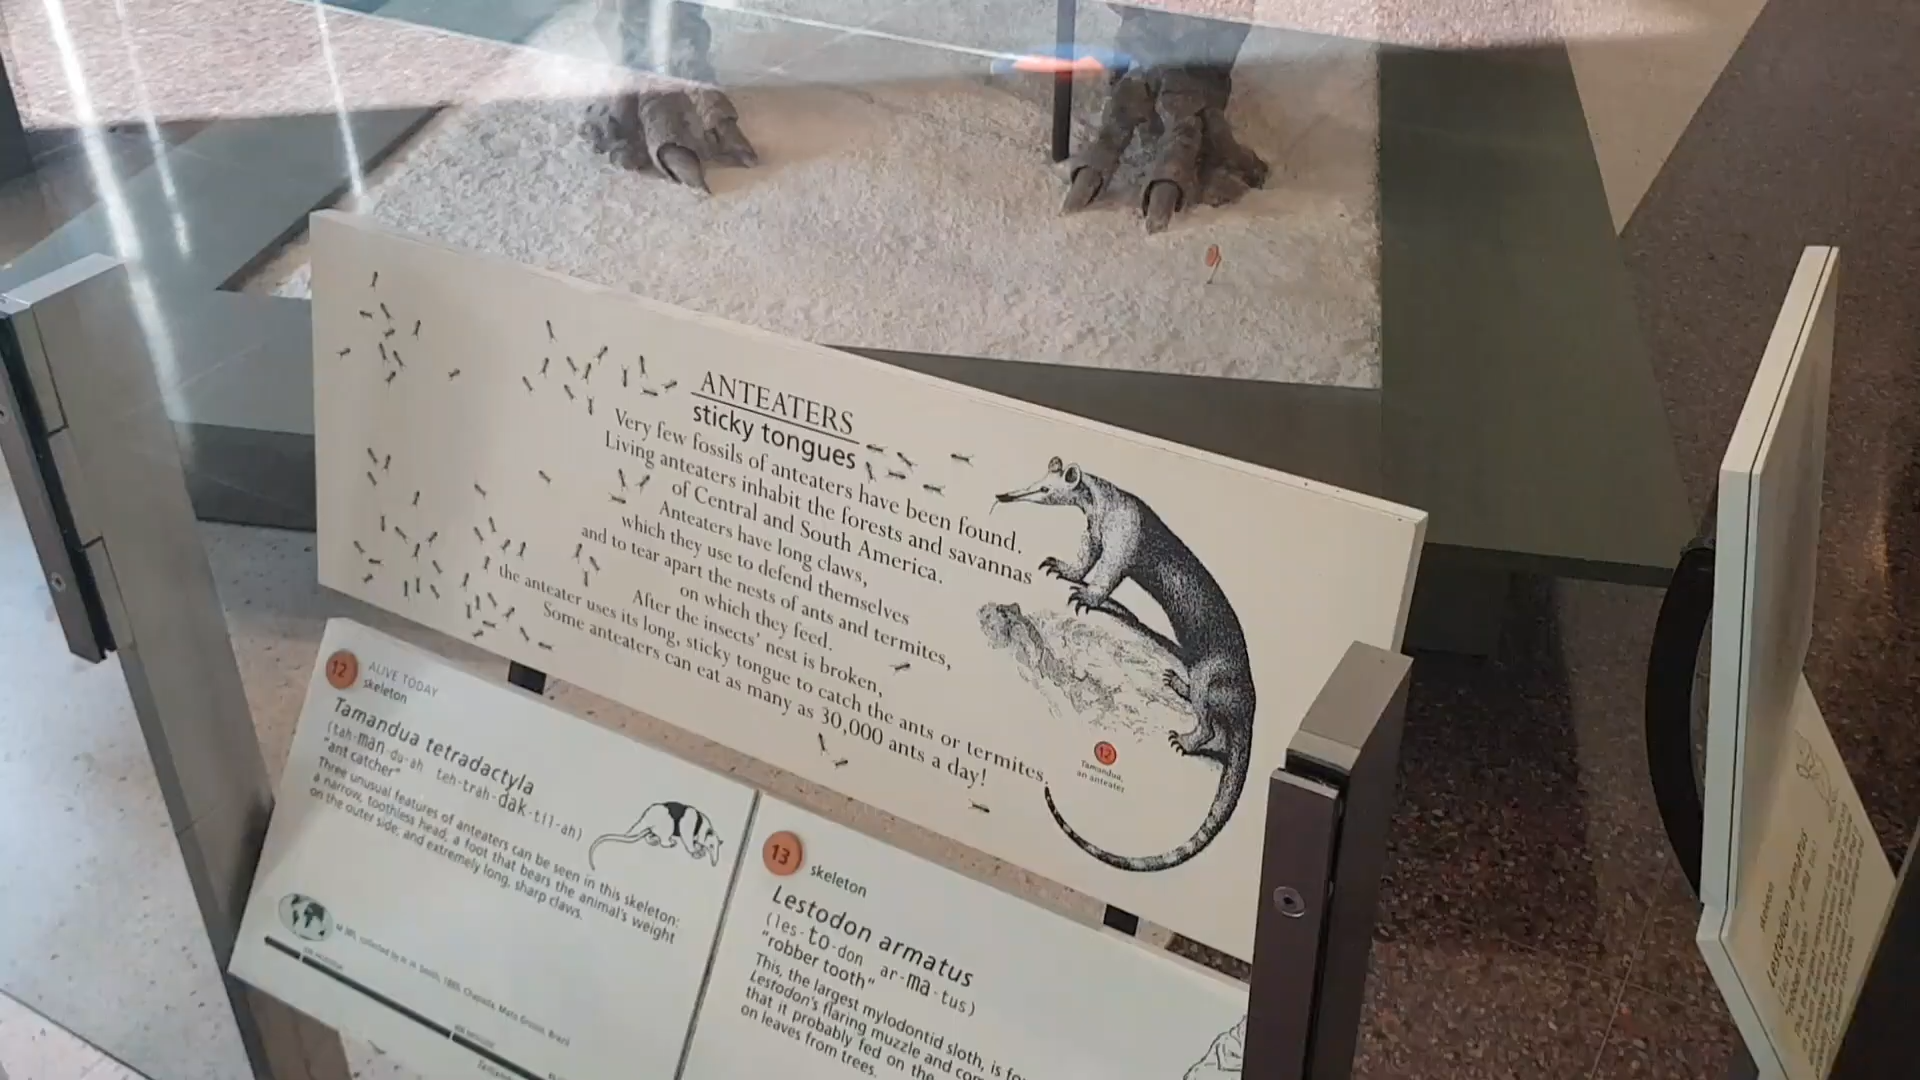 ANTEATERS
sticky tongues
Very few fossils of anteaters have been found.
Living anteaters inhabit the forests and savannas
of Central and South America.
Anteaters have long claws,
which they use to defend themselves
and to tear apart the nests of ants and termites,
on which they feed.
After the insects' nest is broken,
the anteater uses its long, sticky tongue to catch the ants or termites.
Some anteaters can eat as many as 30,000 ants a day!
12
Tamandua,
an anteater
12
ALIVE TODAY
skeleton
Tamandua tetradactyla
(tah-man du-ah teh-trah-dak-til-ah)
"ant catcher"
Three unusual features of anteaters can be seen in this skeleton:
a narrow, toothless head, a foot that bears the animal's weight
on the outer side, and extremely long, sharp claws.
13
skeleton
Lestodon armatus
(les-to-don ar-ma-tus)
"robber tooth"
This, the largest mylodontid sloth, is
Lestodon's flaring muzzle and
that it probably fed on the
on leaves from trees.
skeleton
Lestodon armatus